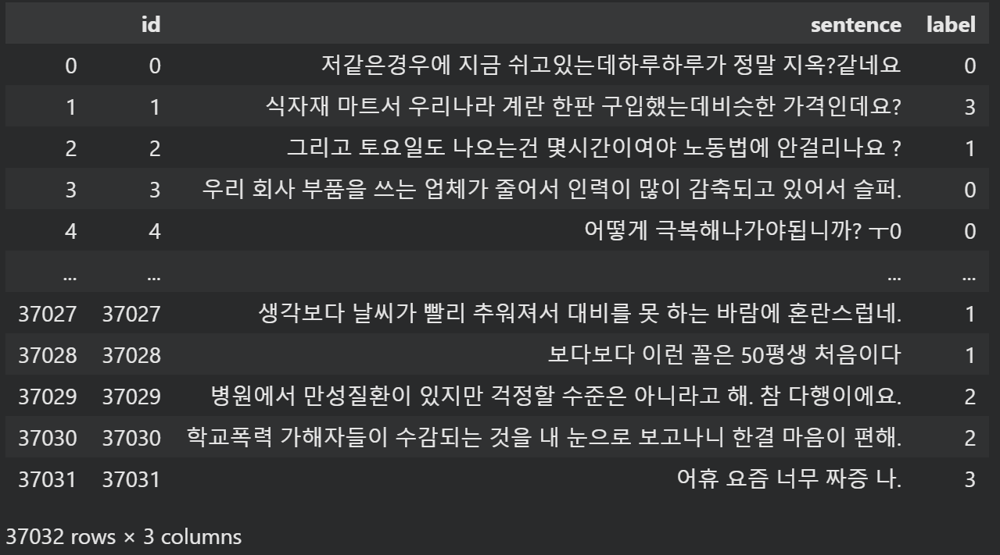 id sentence label
0 0 저같은경우에 지금 쉬고있는데하루하루가 정말 지옥?같네요 0
1 1 식자재 마트서 우리나라 계란 한판 구입했는데비슷한 가격인데요? 3
2 2 그리고 토요일도 나오는건 몇시간이여야 노동법에 안걸리나요 ? 1
3 3 우리 회사 부품을 쓰는 업체가 줄어서 인력이 많이 감축되고 있어서 슬퍼. 0
4 4 어떻게 극복해나가야됩니까? ㅜ0 0
... ... ... ...
37027 37027 생각보다 날씨가 빨리 추워져서 대비를 못 하는 바람에 혼란스럽네. 1
37028 37028 보다보다 이런 꼴은 50평생 처음이다 1
37029 37029 병원에서 만성질환이 있지만 걱정할 수준은 아니라고 해. 참 다행이에요. 2
37030 37030 학교폭력 가해자들이 수감되는 것을 내 눈으로 보고나니 한결 마음이 편해. 2
37031 37031 어휴 요즘 너무 짜증 나. 3
37032 rows × 3 columns